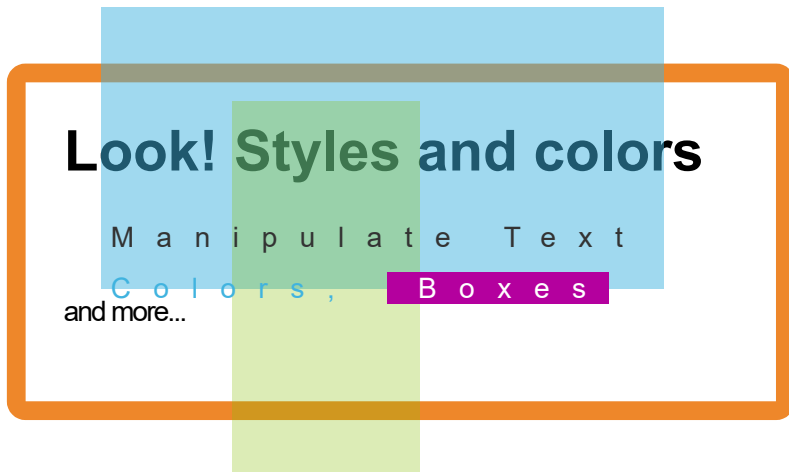 Look! Styles and colors
Manipulate Text
Colors, Boxes
and more...